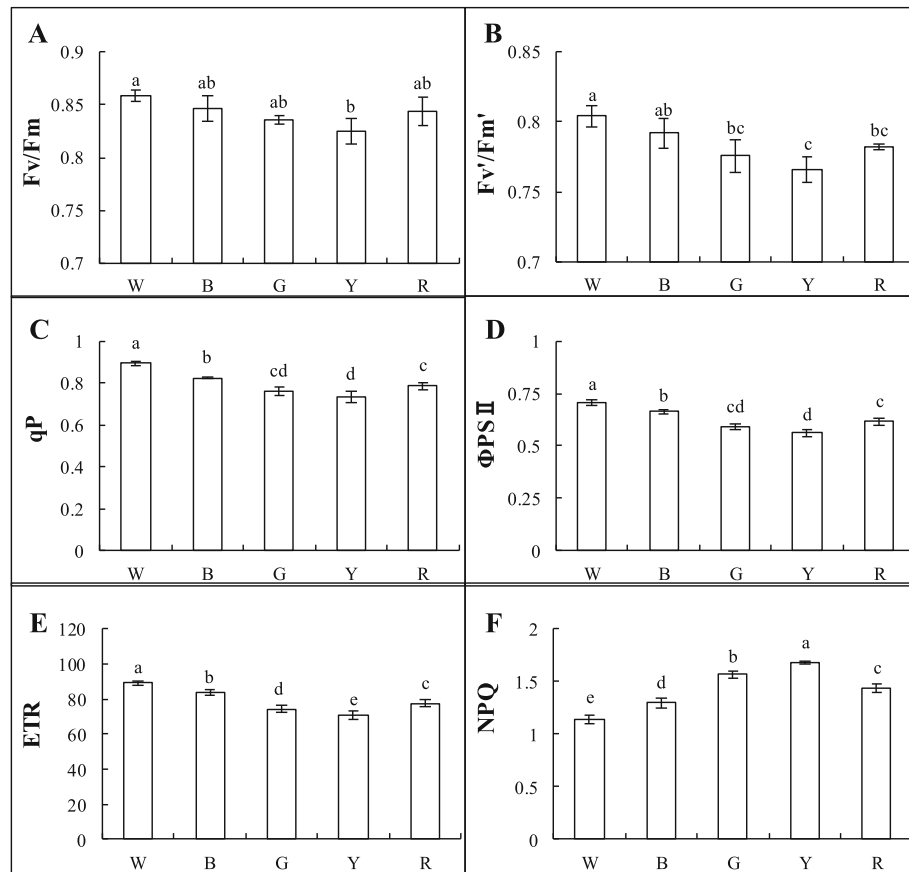 A
Fv/Fm
0.9
0.85
0.8
0.75
0.7
a
ab
ab
b
ab
W B G Y R
B
Fv'/Fm'
0.85
0.8
0.75
0.7
a
ab
bc
c
bc
W B G Y R
C
qP
1
0.8
0.6
0.4
0.2
0
a
b
cd
d
c
W B G Y R
D
ΦPSⅡ
1
0.75
0.5
0.25
0
a
b
cd
d
c
W B G Y R
E
ETR
120
100
80
60
40
20
0
a
b
d
e
c
W B G Y R
F
NPQ
2
1.5
1
0.5
0
e
d
b
a
c
W B G Y R